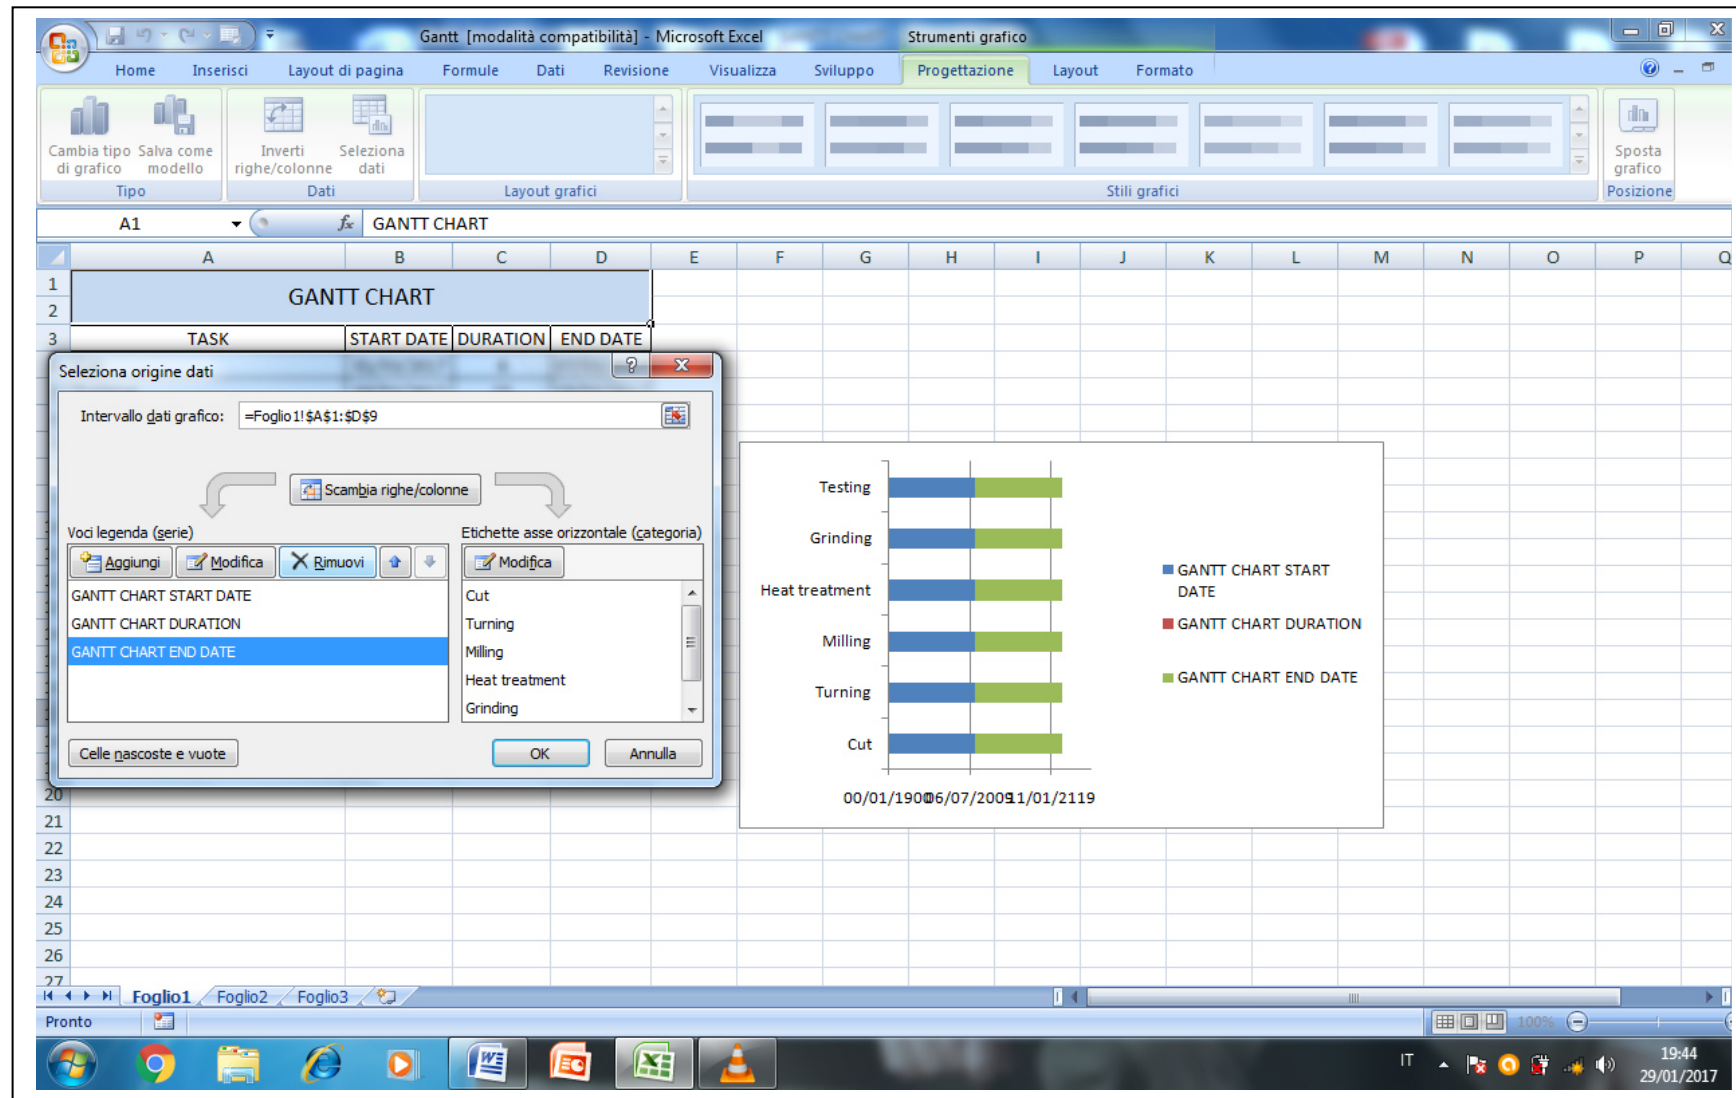 Gantt  [modalità compatibilità] - Microsoft Excel
Strumenti grafico
Home Inserisci Layout di pagina Formule Dati Revisione Visualizza Sviluppo Progettazione Layout Formato
Cambia tipo di grafico
Salva come modello
Inverti righe/colonne
Seleziona dati
Sposta grafico
Tipo Dati Layout grafici Stili grafici Posizione
A1 fx GANTT CHART
A B C D E F G H I J K L M N O P Q
1
GANTT CHART
2
3 TASK START DATE DURATION END DATE
Seleziona origine dati
Intervallo dati grafico: =Foglio1!$A$1:$D$9
Scambia righe/colonne
Voci legenda (serie)
Etichette asse orizzontale (categoria)
Aggiungi Modifica Rimuovi
Modifica
GANTT CHART START DATE
GANTT CHART DURATION
GANTT CHART END DATE
Cut
Turning
Milling
Heat treatment
Grinding
Celle nascoste e vuote
OK Annulla
Testing
Grinding
Heat treatment
Milling
Turning
Cut
00/01/1900 06/07/2009 11/01/2119
GANTT CHART START
DATE
GANTT CHART DURATION
GANTT CHART END DATE
20
21
22
23
24
25
26
27
Foglio1 Foglio2 Foglio3
Pronto
100%
IT
19:44
29/01/2017